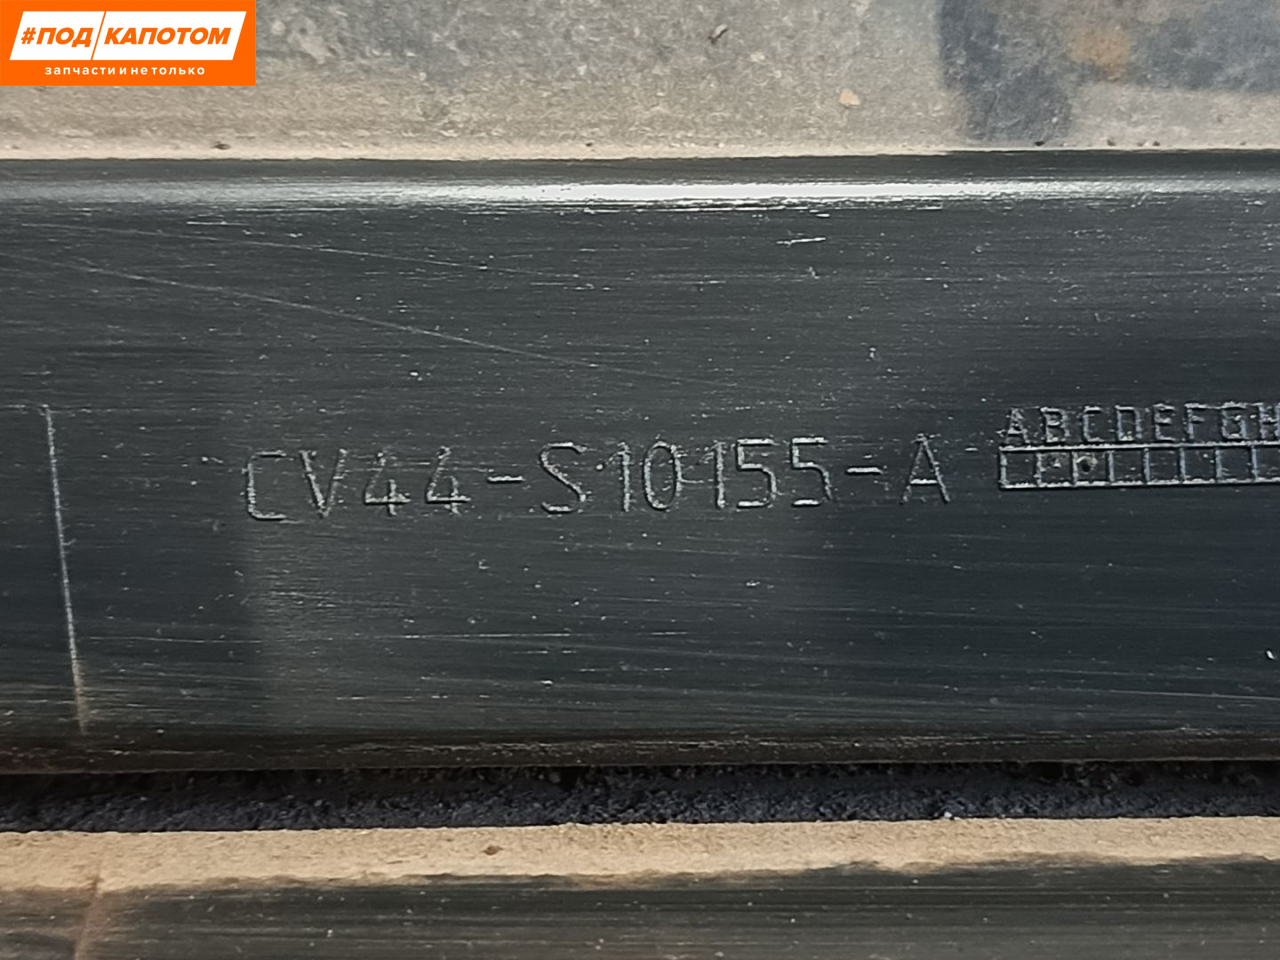 #ПОД КАПОТОМ
запчасти и не только
CV44-S10155-A
ABCDEFGH